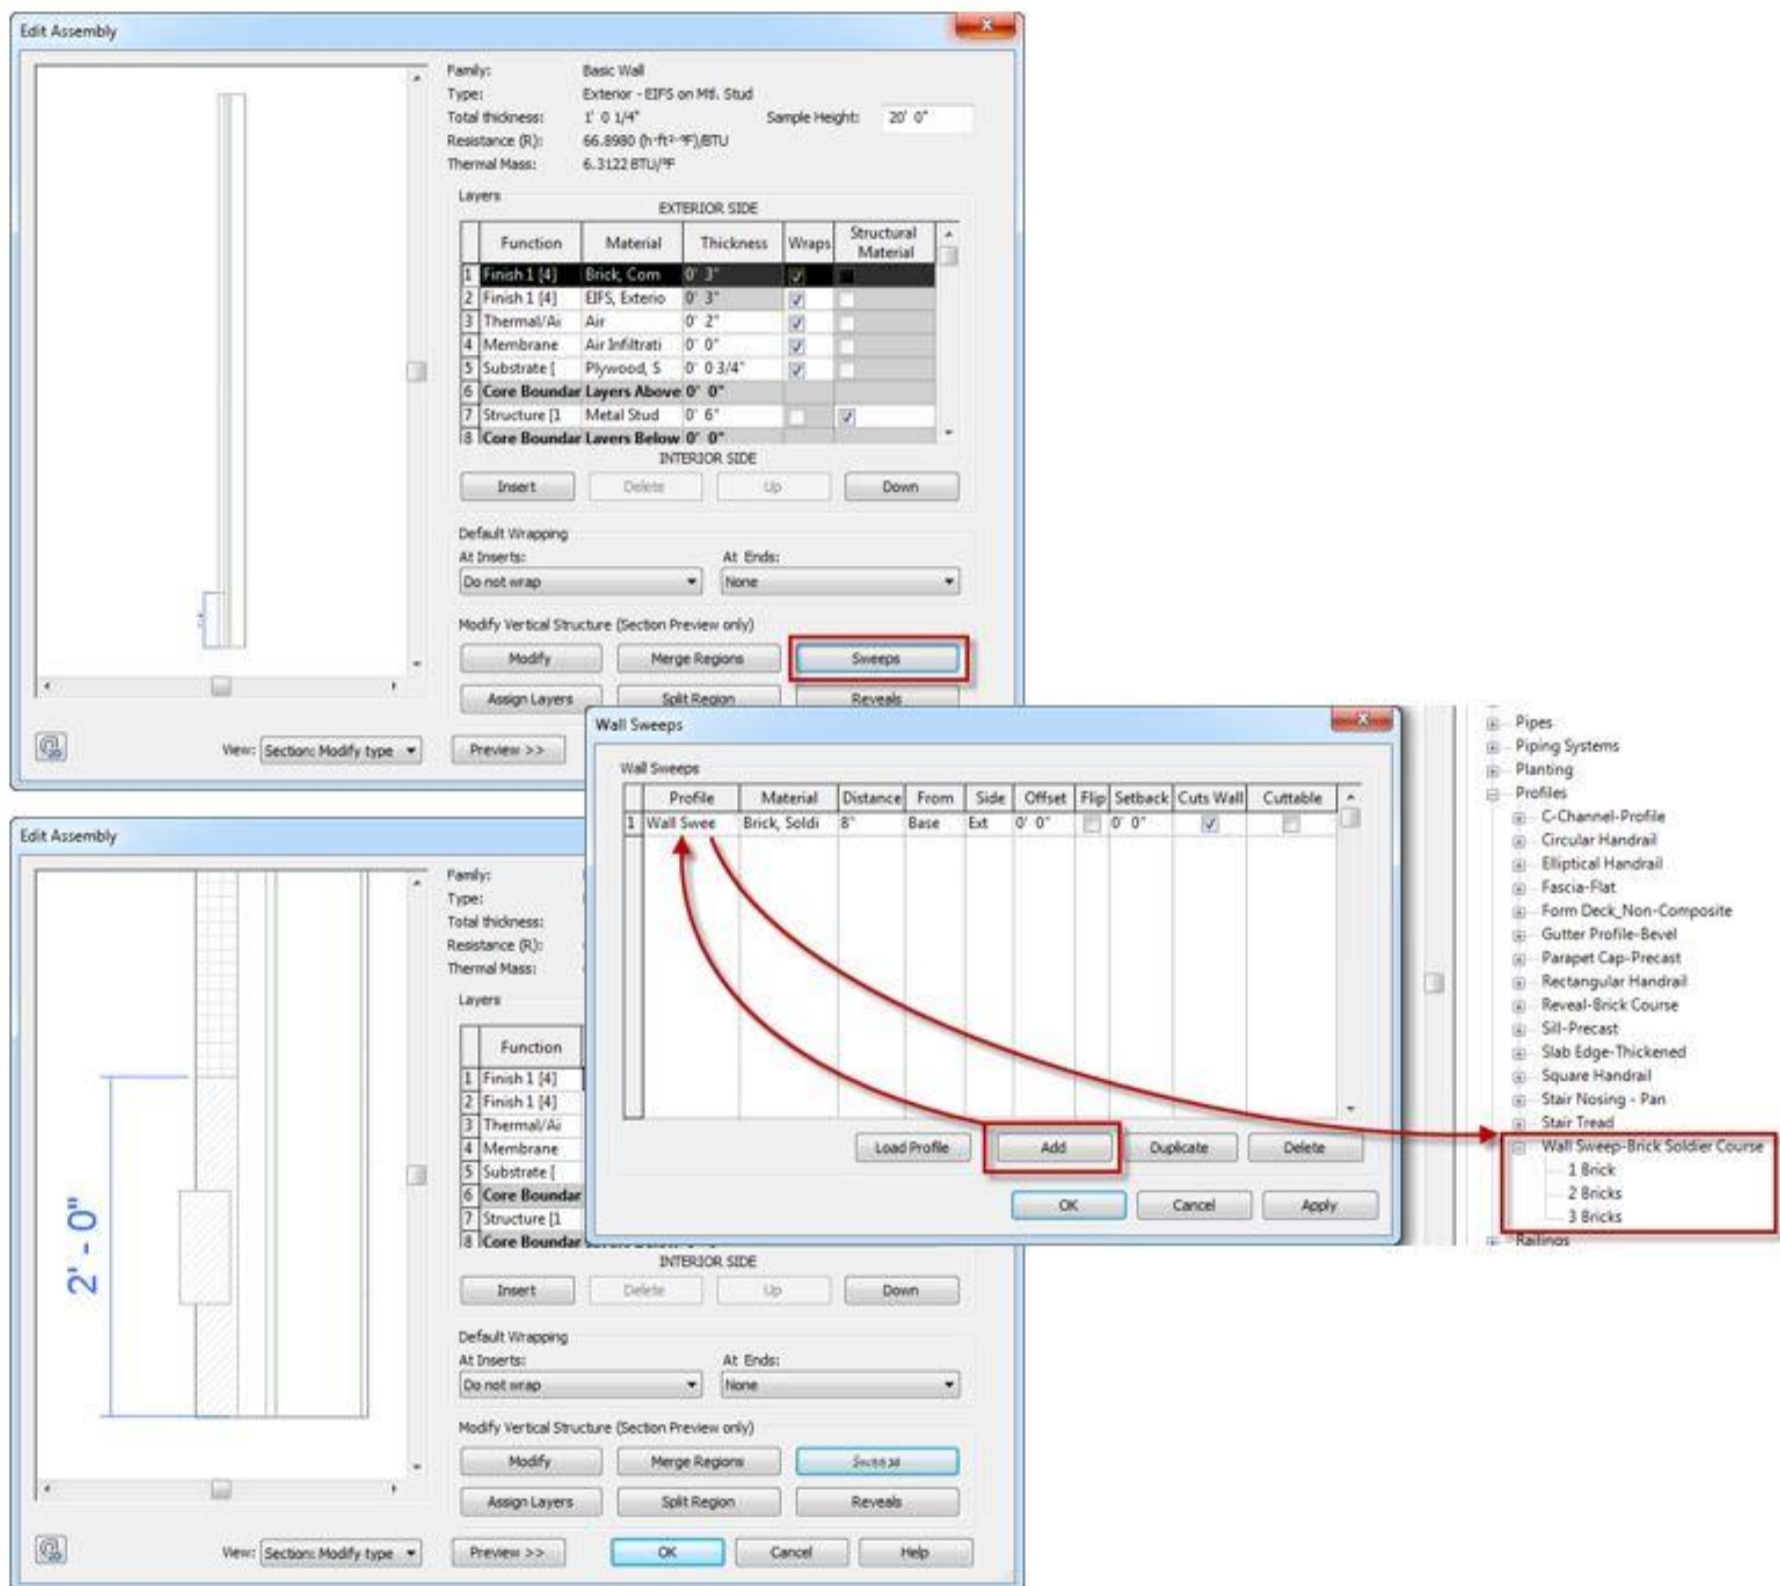 Edit Assembly
Family: Basic Wall
Type: Exterior - EIFS on Mtl. Stud
Total thickness: 1' 0 1/4" Sample Height: 20' 0"
Resistance (R): 66.8980 (h·ft²·°F)/BTU
Thermal Mass: 6.3122 BTU/°F
Layers
EXTERIOR SIDE
Function Material Thickness Wraps Structural Material
1 Finish 1 [4] Brick, Com 0' 3"
2 Finish 1 [4] EIFS, Exterio 0' 3"
3 Thermal/Ai Air 0' 2"
4 Membrane Air Infiltrati 0' 0"
5 Substrate [ Plywood, S 0' 0 3/4"
6 Core Boundar Layers Above 0' 0"
7 Structure [1 Metal Stud 0' 6"
8 Core Boundar Layers Below 0' 0"
INTERIOR SIDE
Insert Delete Up Down
Default Wrapping
At Inserts: At Ends:
Do not wrap None
Modify Vertical Structure (Section Preview only)
Modify Merge Regions Sweeps
Assign Layers Split Region Reveals
View: Section: Modify type Preview >>
Wall Sweeps
Wall Sweeps
Profile Material Distance From Side Offset Flip Setback Cuts Wall Cuttable
1 Wall Swee Brick, Soldi 8" Base Ext 0' 0" 0' 0"
Load Profile Add Duplicate Delete
OK Cancel Apply
Pipes
Piping Systems
Planting
Profiles
C-Channel-Profile
Circular Handrail
Elliptical Handrail
Fascia-Flat
Form Deck_Non-Composite
Gutter Profile-Bevel
Parapet Cap-Precast
Rectangular Handrail
Reveal-Brick Course
Sill-Precast
Slab Edge-Thickened
Square Handrail
Stair Nosing - Pan
Stair Tread
Wall Sweep-Brick Soldier Course
1 Brick
2 Bricks
3 Bricks
Railings
Edit Assembly
Family:
Type:
Total thickness:
Resistance (R):
Thermal Mass:
Layers
Function
1 Finish 1 [4]
2 Finish 1 [4]
3 Thermal/Ai
4 Membrane
5 Substrate [
6 Core Boundar
7 Structure [1
8 Core Boundar
2' - 0"
INTERIOR SIDE
Insert Delete Up Down
Default Wrapping
At Inserts: At Ends:
Do not wrap None
Modify Vertical Structure (Section Preview only)
Modify Merge Regions
Assign Layers Split Region Reveals
View: Section: Modify type Preview >> OK Cancel Help